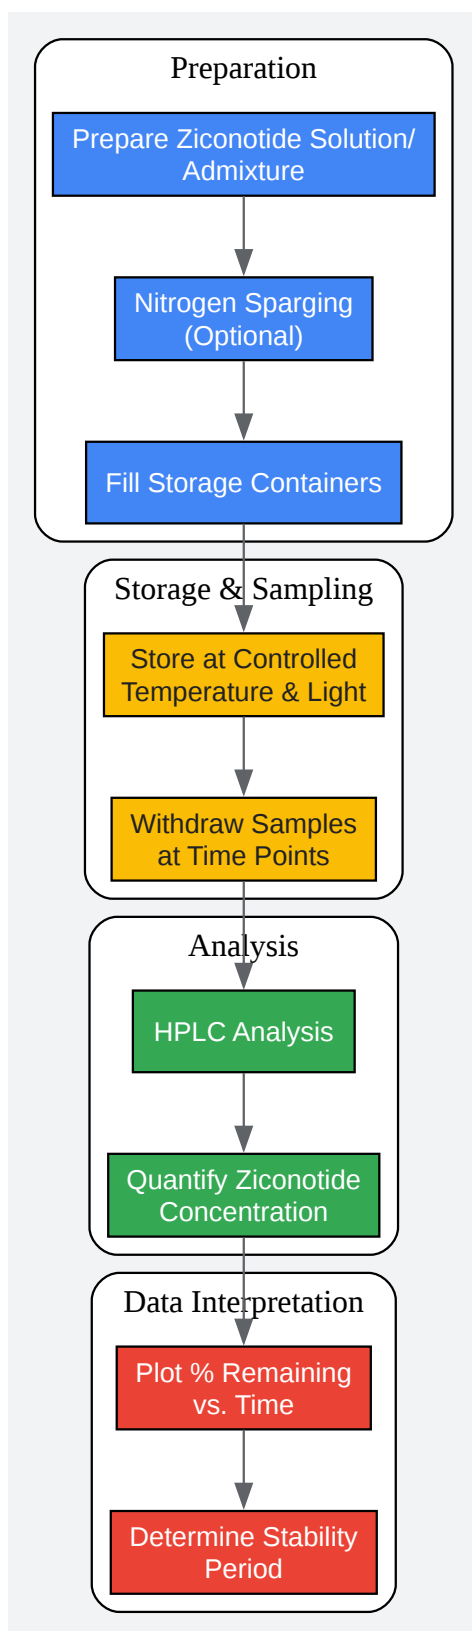 Preparation
Prepare Ziconotide Solution/
Admixture
Nitrogen Sparging
(Optional)
Fill Storage Containers
Storage & Sampling
Store at Controlled
Temperature & Light
Withdraw Samples
at Time Points
Analysis
HPLC Analysis
Quantify Ziconotide
Concentration
Data Interpretation
Plot % Remaining
vs. Time
Determine Stability
Period